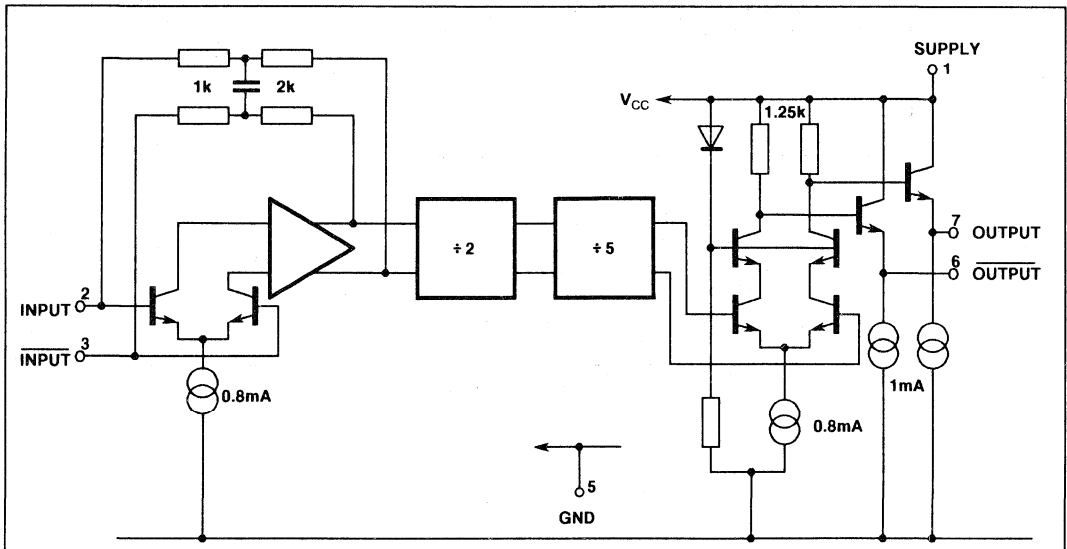 SUPPLY
1
1k
2k
VCC
1.25k
÷ 2
÷ 5
7
OUTPUT
6
OUTPUT
INPUT
2
INPUT
3
0.8mA
1mA
0.8mA
5
GND